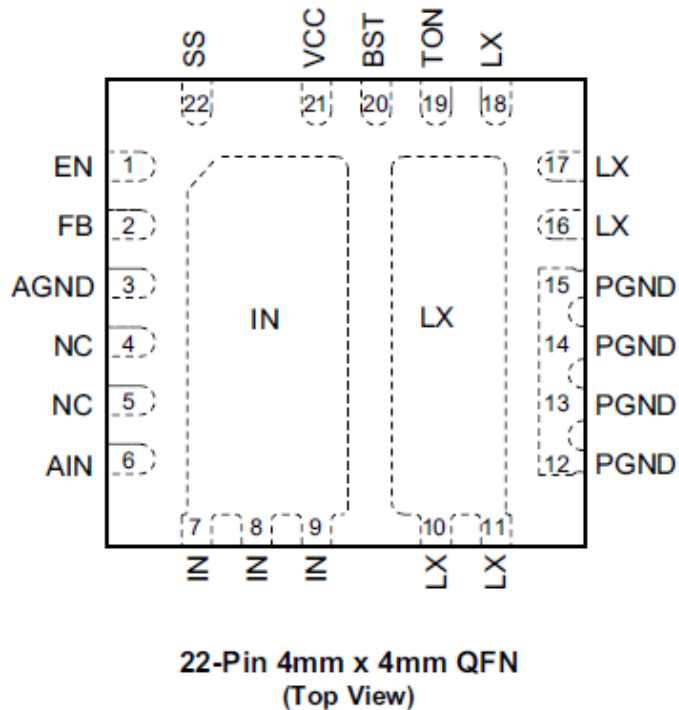 SS VCC BST TON LX
22 21 20 19 18
EN 1 17 LX
FB 2 16 LX
AGND 3 15 PGND
IN LX
NC 4 14 PGND
NC 5 13 PGND
AIN 6 12 PGND
7 8 9 10 11
IN IN IN LX LX
22-Pin 4mm x 4mm QFN
(Top View)